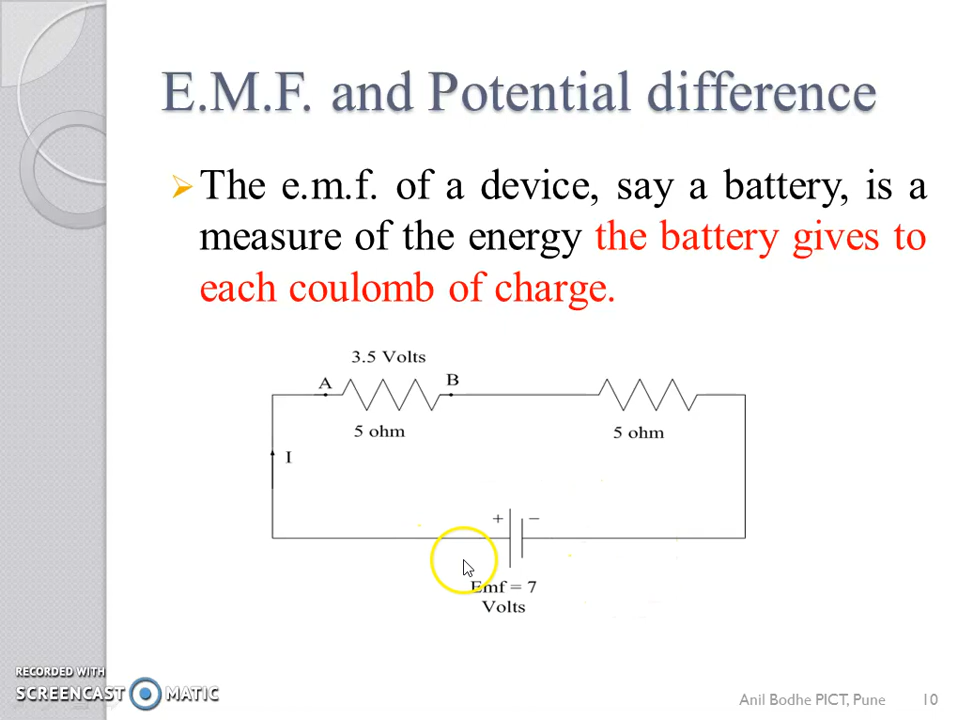 E.M.F. and Potential difference
The e.m.f. of a device, say a battery, is a
measure of the energy the battery gives to
each coulomb of charge.
3.5 Volts
A B
5 ohm 5 ohm
I
+ −
Emf = 7
Volts
RECORDED WITH
SCREENCAST MATIC
Anil Bodhe PICT, Pune 10